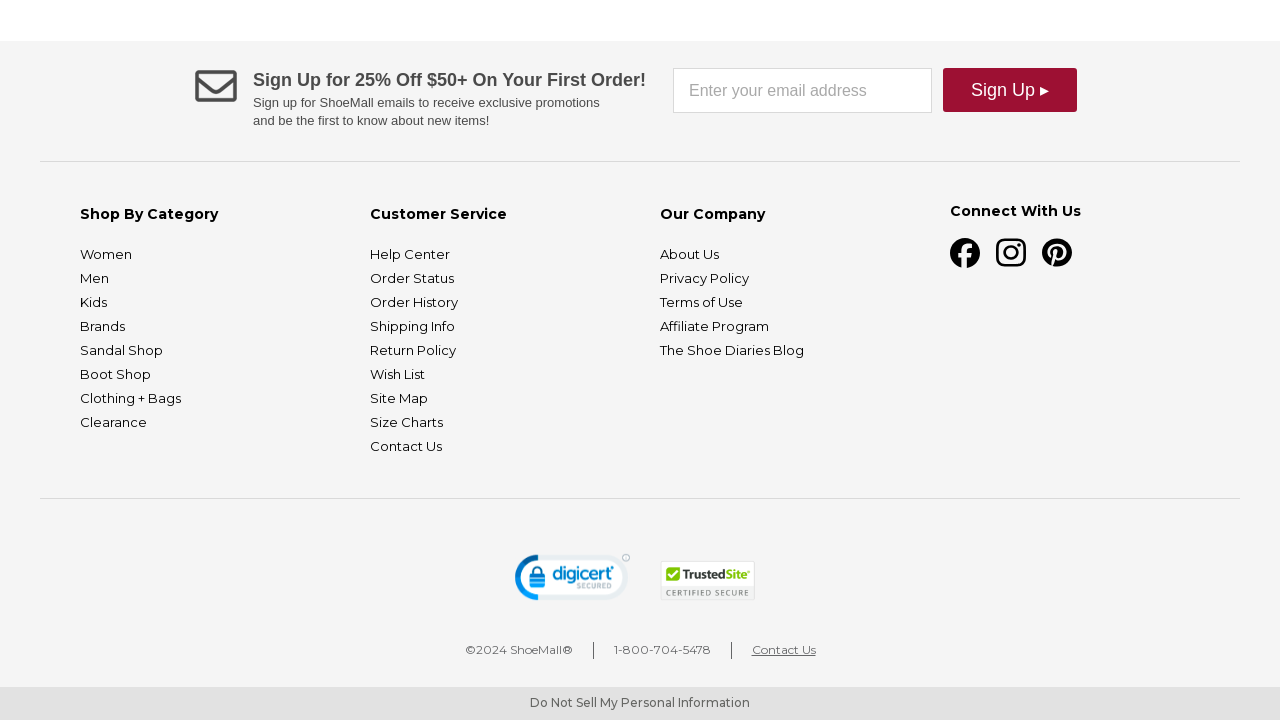 Sign Up for 25% Off $50+ On Your First Order!
Sign up for ShoeMall emails to receive exclusive promotions
and be the first to know about new items!
Enter your email address
Sign Up ▸
Shop By Category
Women
Men
Kids
Brands
Sandal Shop
Boot Shop
Clothing + Bags
Clearance
Customer Service
Help Center
Order Status
Order History
Shipping Info
Return Policy
Wish List
Site Map
Size Charts
Contact Us
Our Company
About Us
Privacy Policy
Terms of Use
Affiliate Program
The Shoe Diaries Blog
Connect With Us
digicert
SECURED
TrustedSite
CERTIFIED SECURE
©2024 ShoeMall®
1-800-704-5478
Contact Us
Do Not Sell My Personal Information